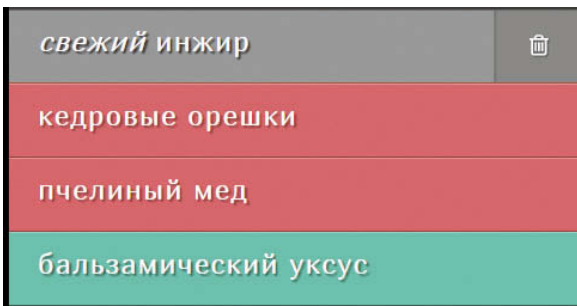 свежий инжир
кедровые орешки
пчелиный мед
бальзамический уксус